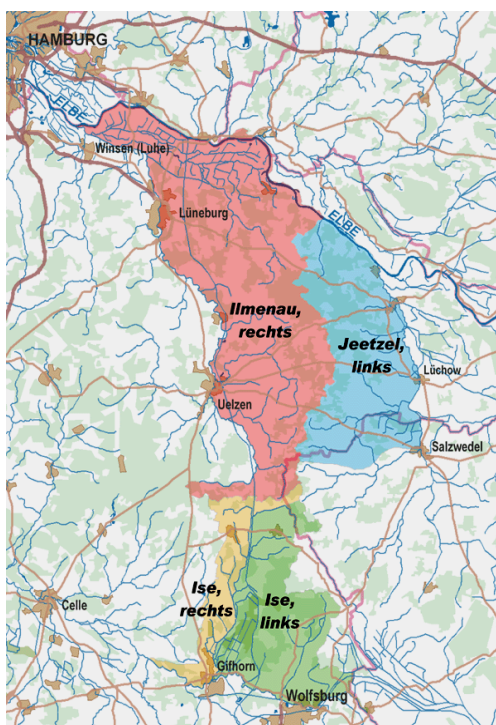 HAMBURG
ELBE
Winsen (Luhe)
Lüneburg
ELBE
Ilmenau,
rechts
Jeetzel,
links
Lüchow
Uelzen
Salzwedel
Ise,
rechts
Ise,
links
Celle
Gifhorn
Wolfsburg